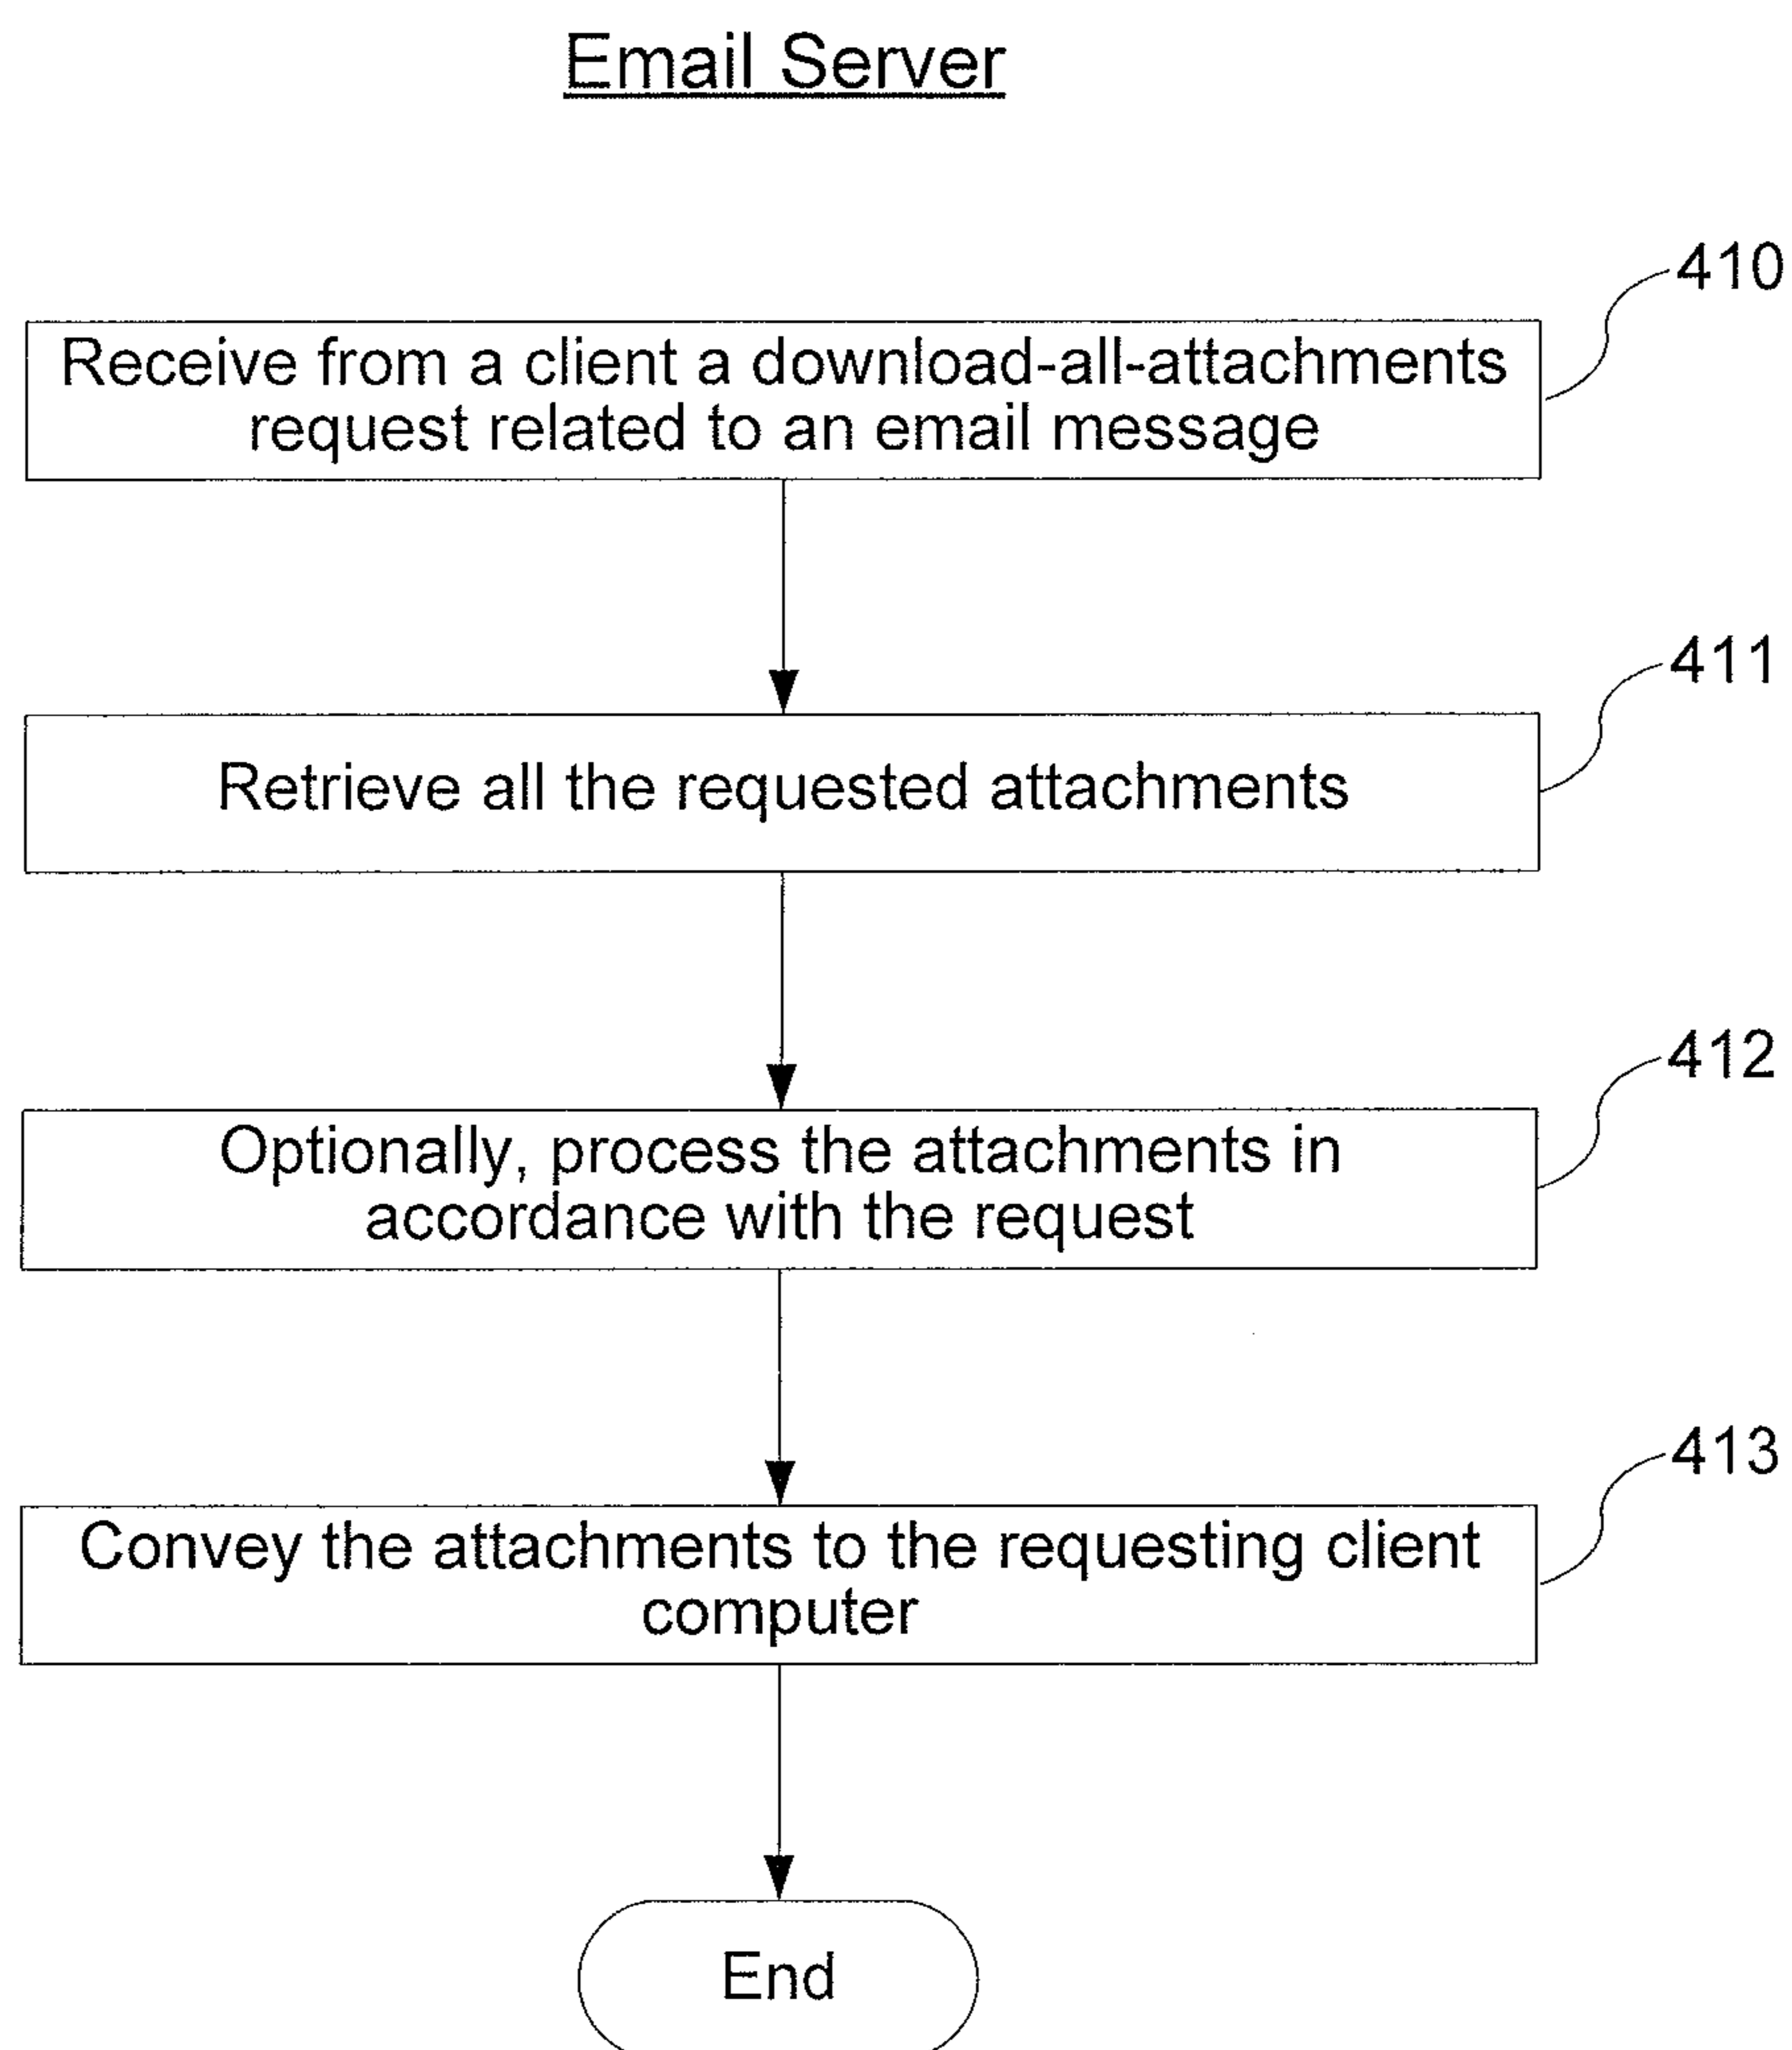 Email Server
410
Receive from a client a download-all-attachments
request related to an email message
411
Retrieve all the requested attachments
412
Optionally, process the attachments in
accordance with the request
413
Convey the attachments to the requesting client
computer
End